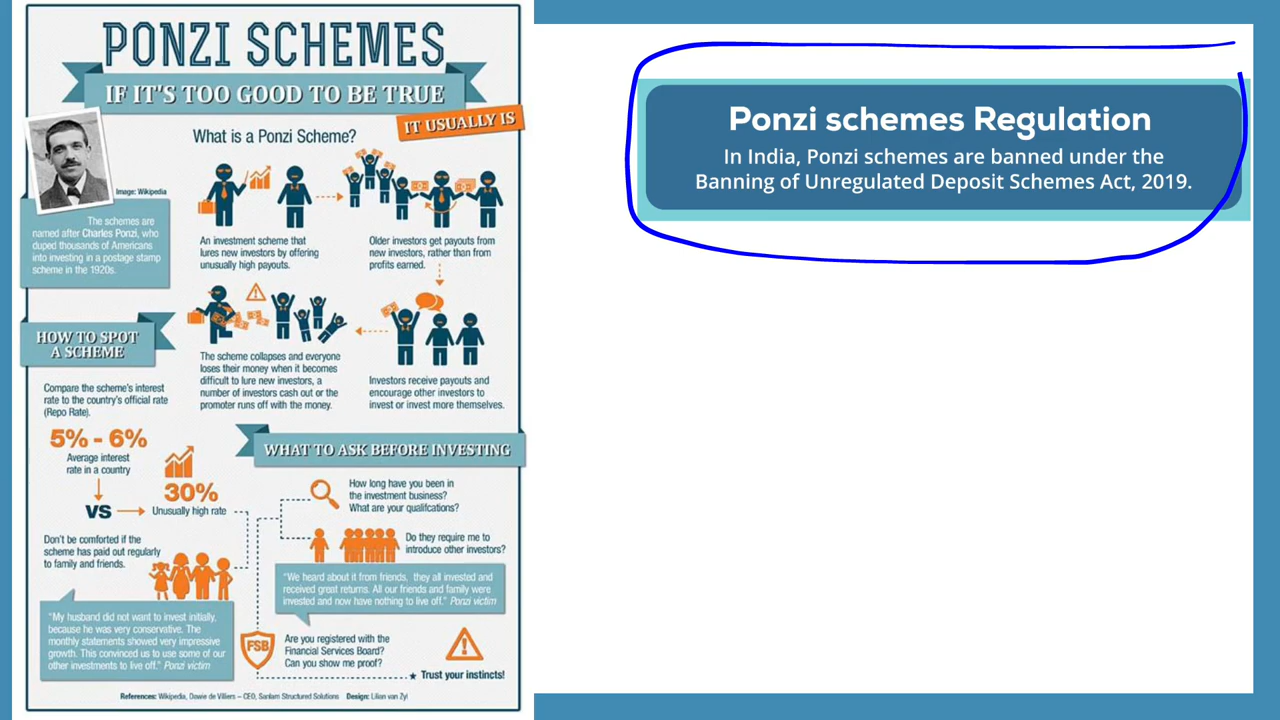 PONZI SCHEMES
IF IT'S TOO GOOD TO BE TRUE
IT USUALLY IS
What is a Ponzi Scheme?
Image: Wikipedia
The schemes are
named after Charles Ponzi, who
duped thousands of Americans
into investing in a postage stamp
scheme in the 1920s.
An investment scheme that
lures new investors by offering
unusually high payouts.
Older investors get payouts from
new investors, rather than from
profits earned.
The scheme collapses and everyone
loses their money when it becomes
difficult to lure new investors, a
number of investors cash out or the
promoter runs off with the money.
Investors receive payouts and
encourage other investors to
invest or invest more themselves.
HOW TO SPOT
A SCHEME
Compare the scheme's interest
rate to the country's official rate
(Repo Rate).
5% - 6%
Average interest
rate in a country
VS
30%
Unusually high rate
Don't be comforted if the
scheme has paid out regularly
to family and friends.
"My husband did not want to invest initially,
because he was very conservative. The
monthly statements showed very impressive
growth. This convinced us to use some of our
other investments to live off." Ponzi victim
WHAT TO ASK BEFORE INVESTING
How long have you been in
the investment business?
What are your qualifcations?
Do they require me to
introduce other investors?
"We heard about it from friends, they all invested and
received great returns. All our friends and family were
invested and now have nothing to live off." Ponzi victim
FSB
Are you registered with the
Financial Services Board?
Can you show me proof?
Trust your instincts!
References: Wikipedia, Dowie de Villiers – CEO, Sanlam Structured Solutions Design: Lilian van Zyl
Ponzi schemes Regulation
In India, Ponzi schemes are banned under the
Banning of Unregulated Deposit Schemes Act, 2019.